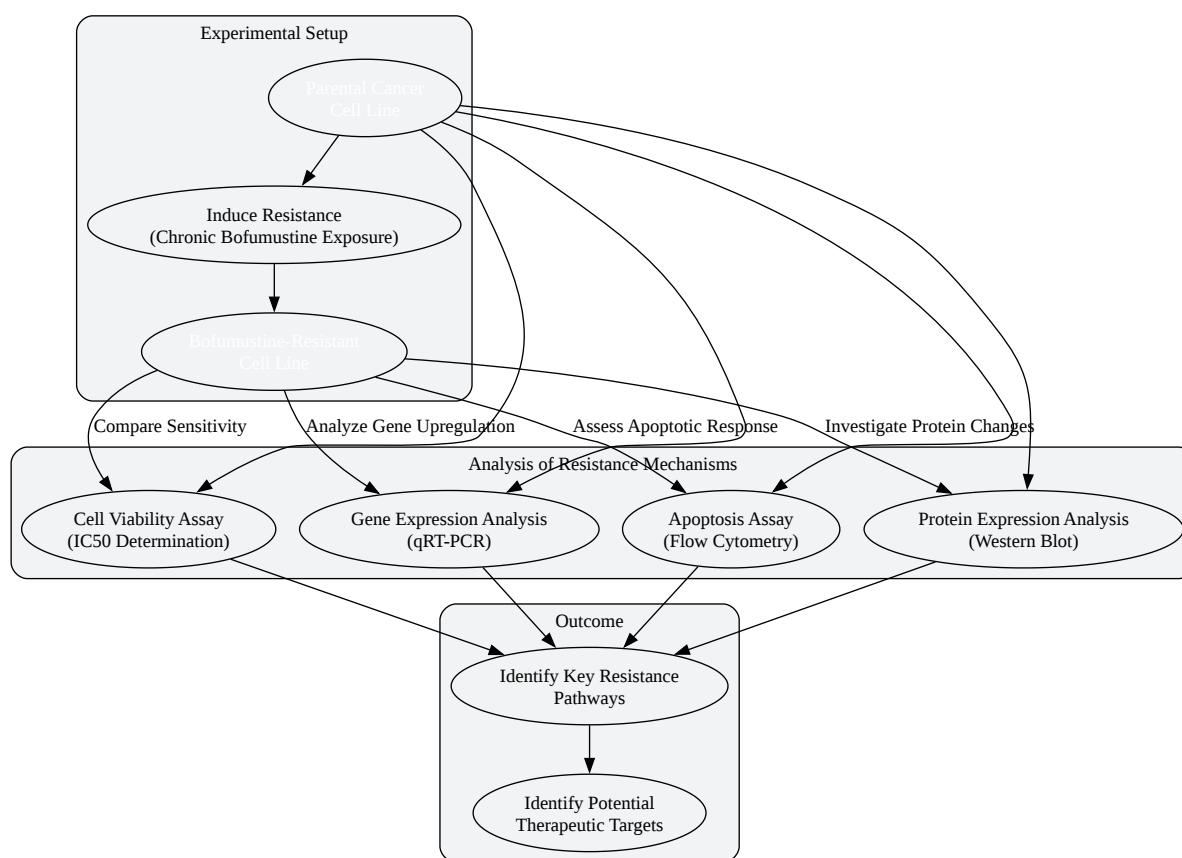 Experimental Setup
Parental Cancer
Cell Line
Induce Resistance
(Chronic Bofumustine Exposure)
Bofumustine-Resistant
Cell Line
Compare Sensitivity
Analyze Gene Upregulation
Assess Apoptotic Response
Investigate Protein Changes
Analysis of Resistance Mechanisms
Cell Viability Assay
(IC50 Determination)
Gene Expression Analysis
(qRT-PCR)
Apoptosis Assay
(Flow Cytometry)
Protein Expression Analysis
(Western Blot)
Outcome
Identify Key Resistance
Pathways
Identify Potential
Therapeutic Targets